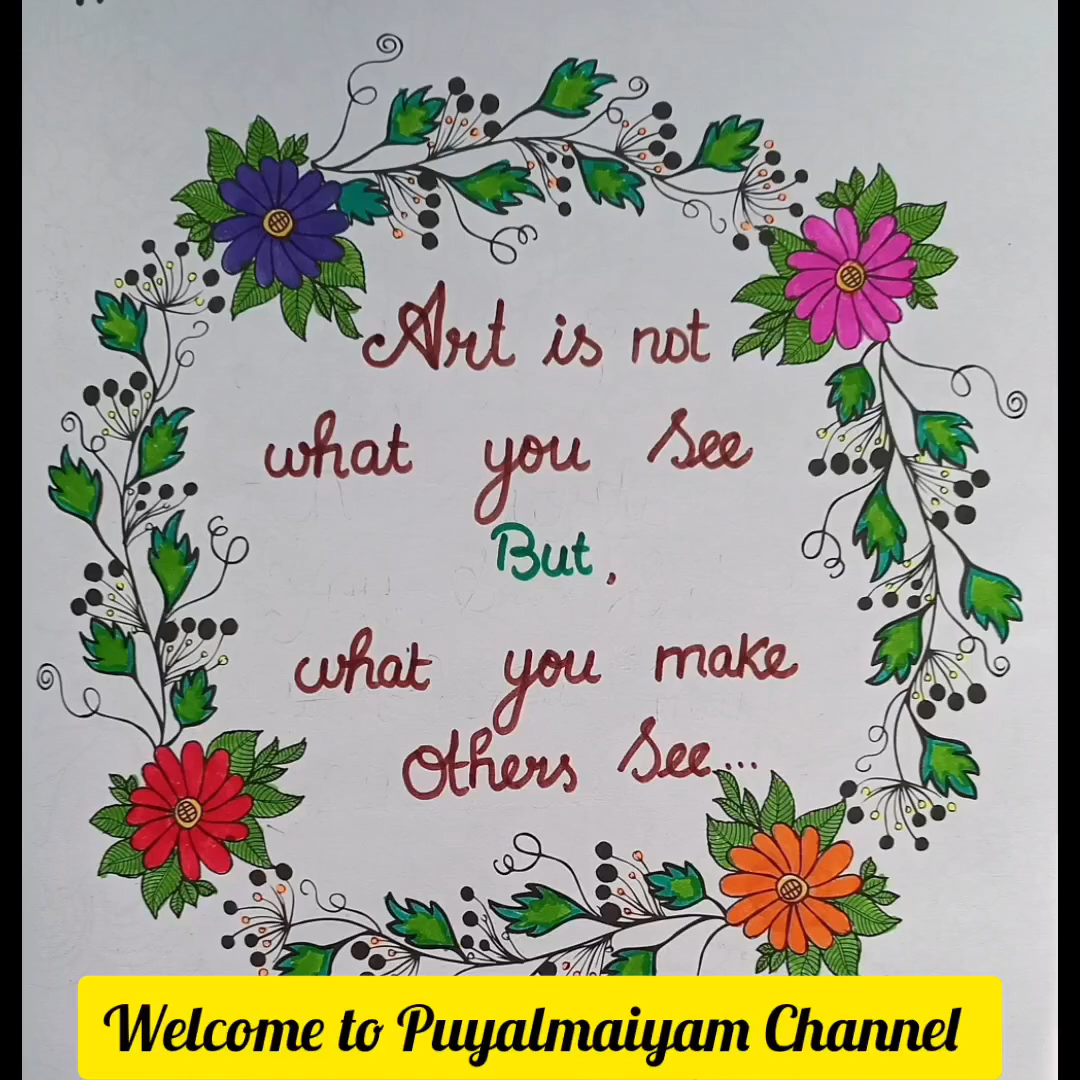 Art is not
what you see
But,
what you make
Others See...
Welcome to Puyalmaiyam Channel